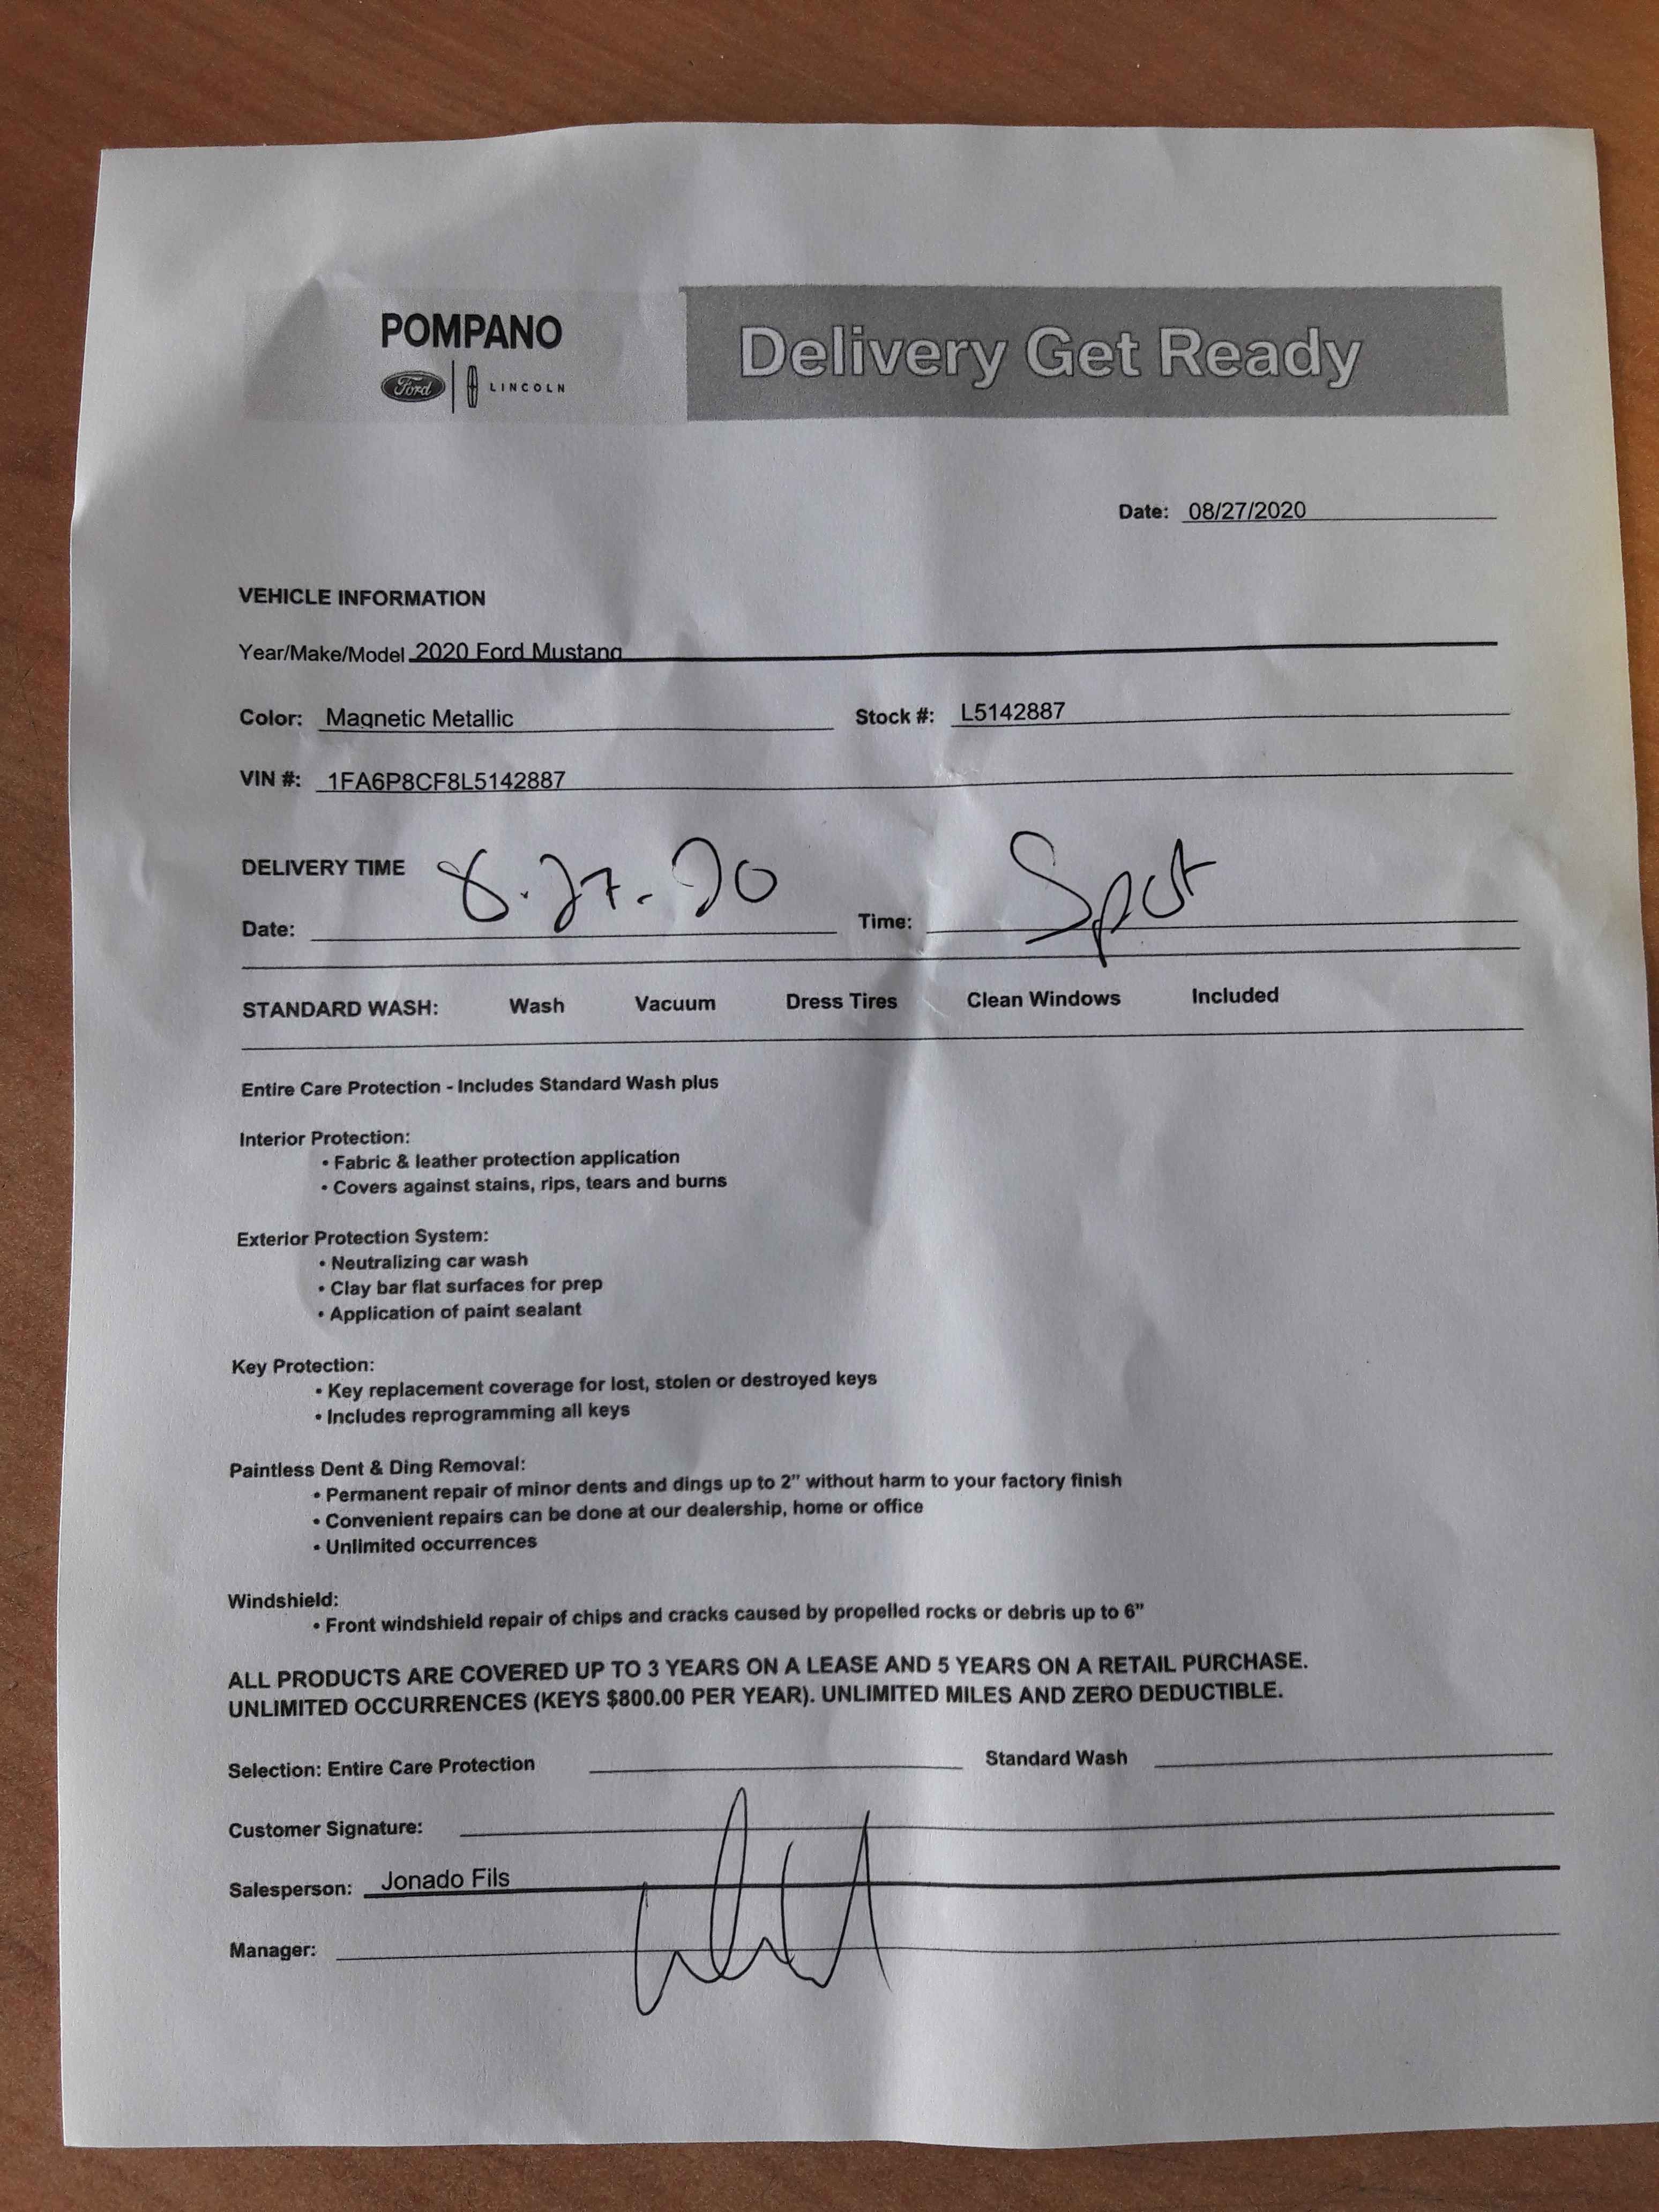 POMPANO
Ford LINCOLN
Delivery Get Ready
Date: 08/27/2020
VEHICLE INFORMATION
Year/Make/Model 2020 Ford Mustang
Color: Magnetic Metallic Stock #: L5142887
VIN #: 1FA6P8CF8L5142887
DELIVERY TIME
Date: 8.27.20 Time: Spot
STANDARD WASH: Wash Vacuum Dress Tires Clean Windows Included
Entire Care Protection - Includes Standard Wash plus
Interior Protection:
• Fabric & leather protection application
• Covers against stains, rips, tears and burns
Exterior Protection System:
• Neutralizing car wash
• Clay bar flat surfaces for prep
• Application of paint sealant
Key Protection:
• Key replacement coverage for lost, stolen or destroyed keys
• Includes reprogramming all keys
Paintless Dent & Ding Removal:
• Permanent repair of minor dents and dings up to 2" without harm to your factory finish
• Convenient repairs can be done at our dealership, home or office
• Unlimited occurrences
Windshield:
• Front windshield repair of chips and cracks caused by propelled rocks or debris up to 6"
ALL PRODUCTS ARE COVERED UP TO 3 YEARS ON A LEASE AND 5 YEARS ON A RETAIL PURCHASE.
UNLIMITED OCCURRENCES (KEYS $800.00 PER YEAR). UNLIMITED MILES AND ZERO DEDUCTIBLE.
Selection: Entire Care Protection Standard Wash
Customer Signature:
Salesperson: Jonado Fils
Manager: